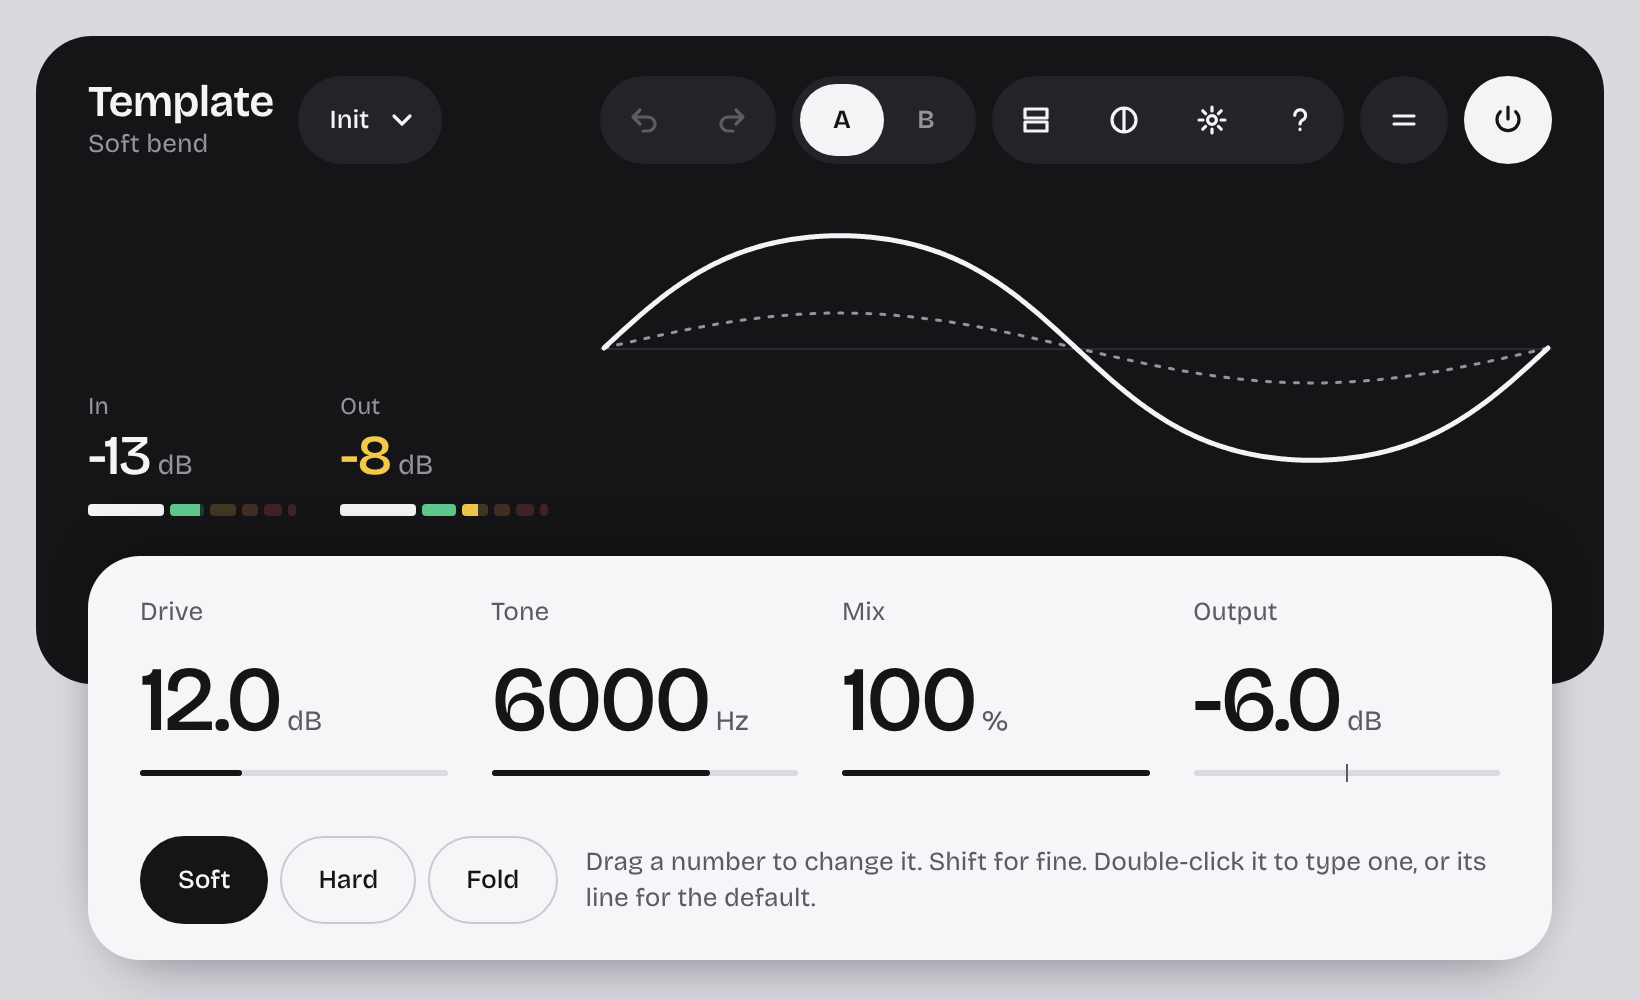 Template
Soft bend
Init
A
B
?
In
-13 dB
Out
-8 dB
Drive
12.0 dB
Tone
6000 Hz
Mix
100 %
Output
-6.0 dB
Soft
Hard
Fold
Drag a number to change it. Shift for fine. Double-click it to type one, or its
line for the default.